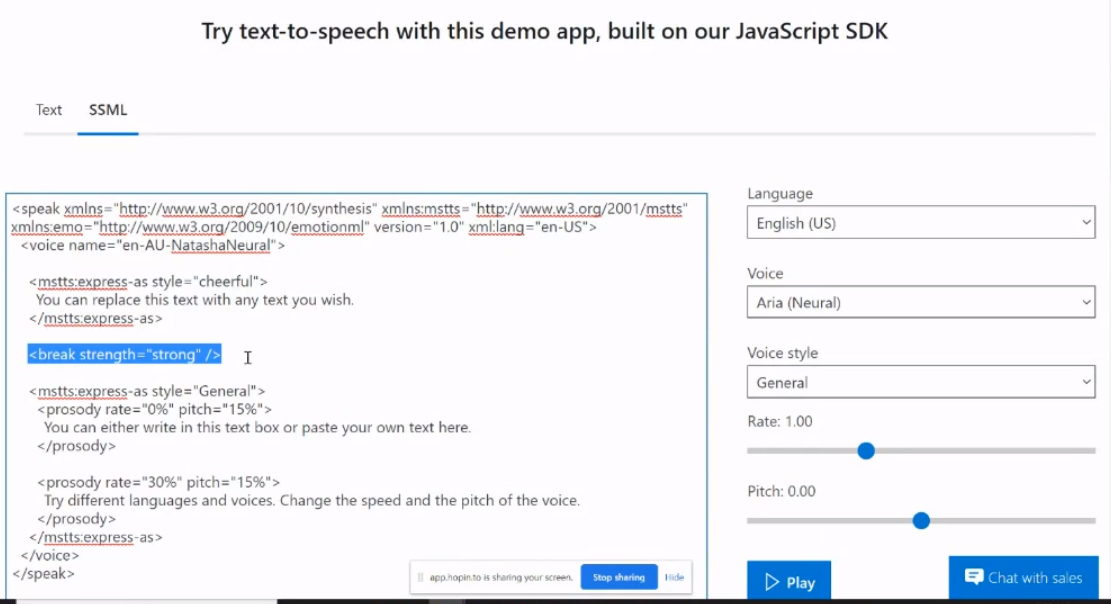 Try text-to-speech with this demo app, built on our JavaScript SDK
Text SSML
<speak xmlns="http://www.w3.org/2001/10/synthesis" xmlns:mstts="http://www.w3.org/2001/mstts"
xmlns:emo="http://www.w3.org/2009/10/emotionml" version="1.0" xml:lang="en-US">
<voice name="en-AU-NatashaNeural">
<mstts:express-as style="cheerful">
You can replace this text with any text you wish.
</mstts:express-as>
<break strength="strong" />
<mstts:express-as style="General">
<prosody rate="0%" pitch="15%">
You can either write in this text box or paste your own text here.
</prosody>
<prosody rate="30%" pitch="15%">
Try different languages and voices. Change the speed and the pitch of the voice.
</prosody>
</mstts:express-as>
</voice>
</speak>
Language
English (US)
Voice
Aria (Neural)
Voice style
General
Rate: 1.00
Pitch: 0.00
Play
Chat with sales
app.hopin.to is sharing your screen.
Stop sharing
Hide